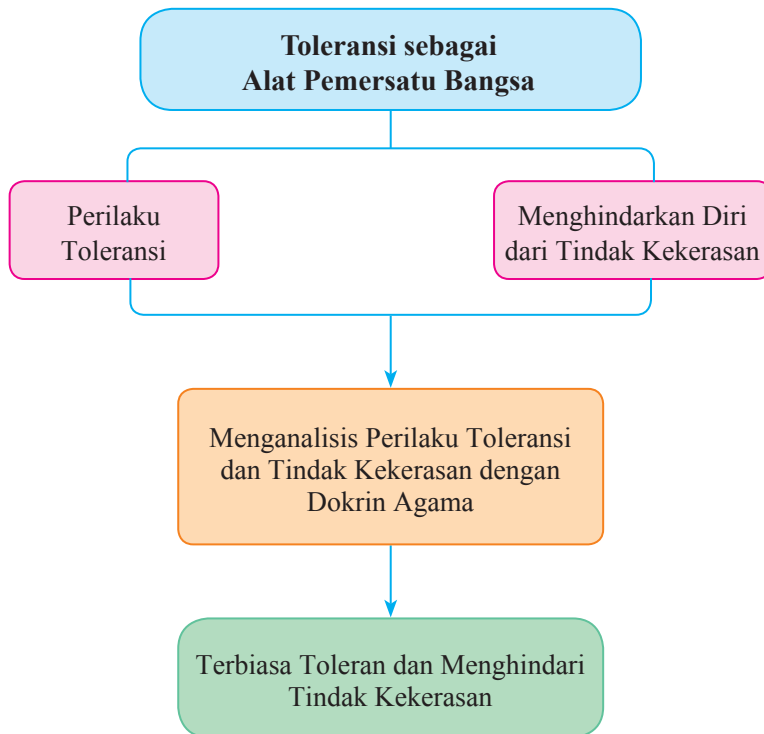 Toleransi sebagai
Alat Pemersatu Bangsa
Perilaku
Toleransi
Menghindarkan Diri
dari Tindak Kekerasan
Menganalisis Perilaku Toleransi
dan Tindak Kekerasan dengan
Dokrin Agama
Terbiasa Toleran dan Menghindari
Tindak Kekerasan